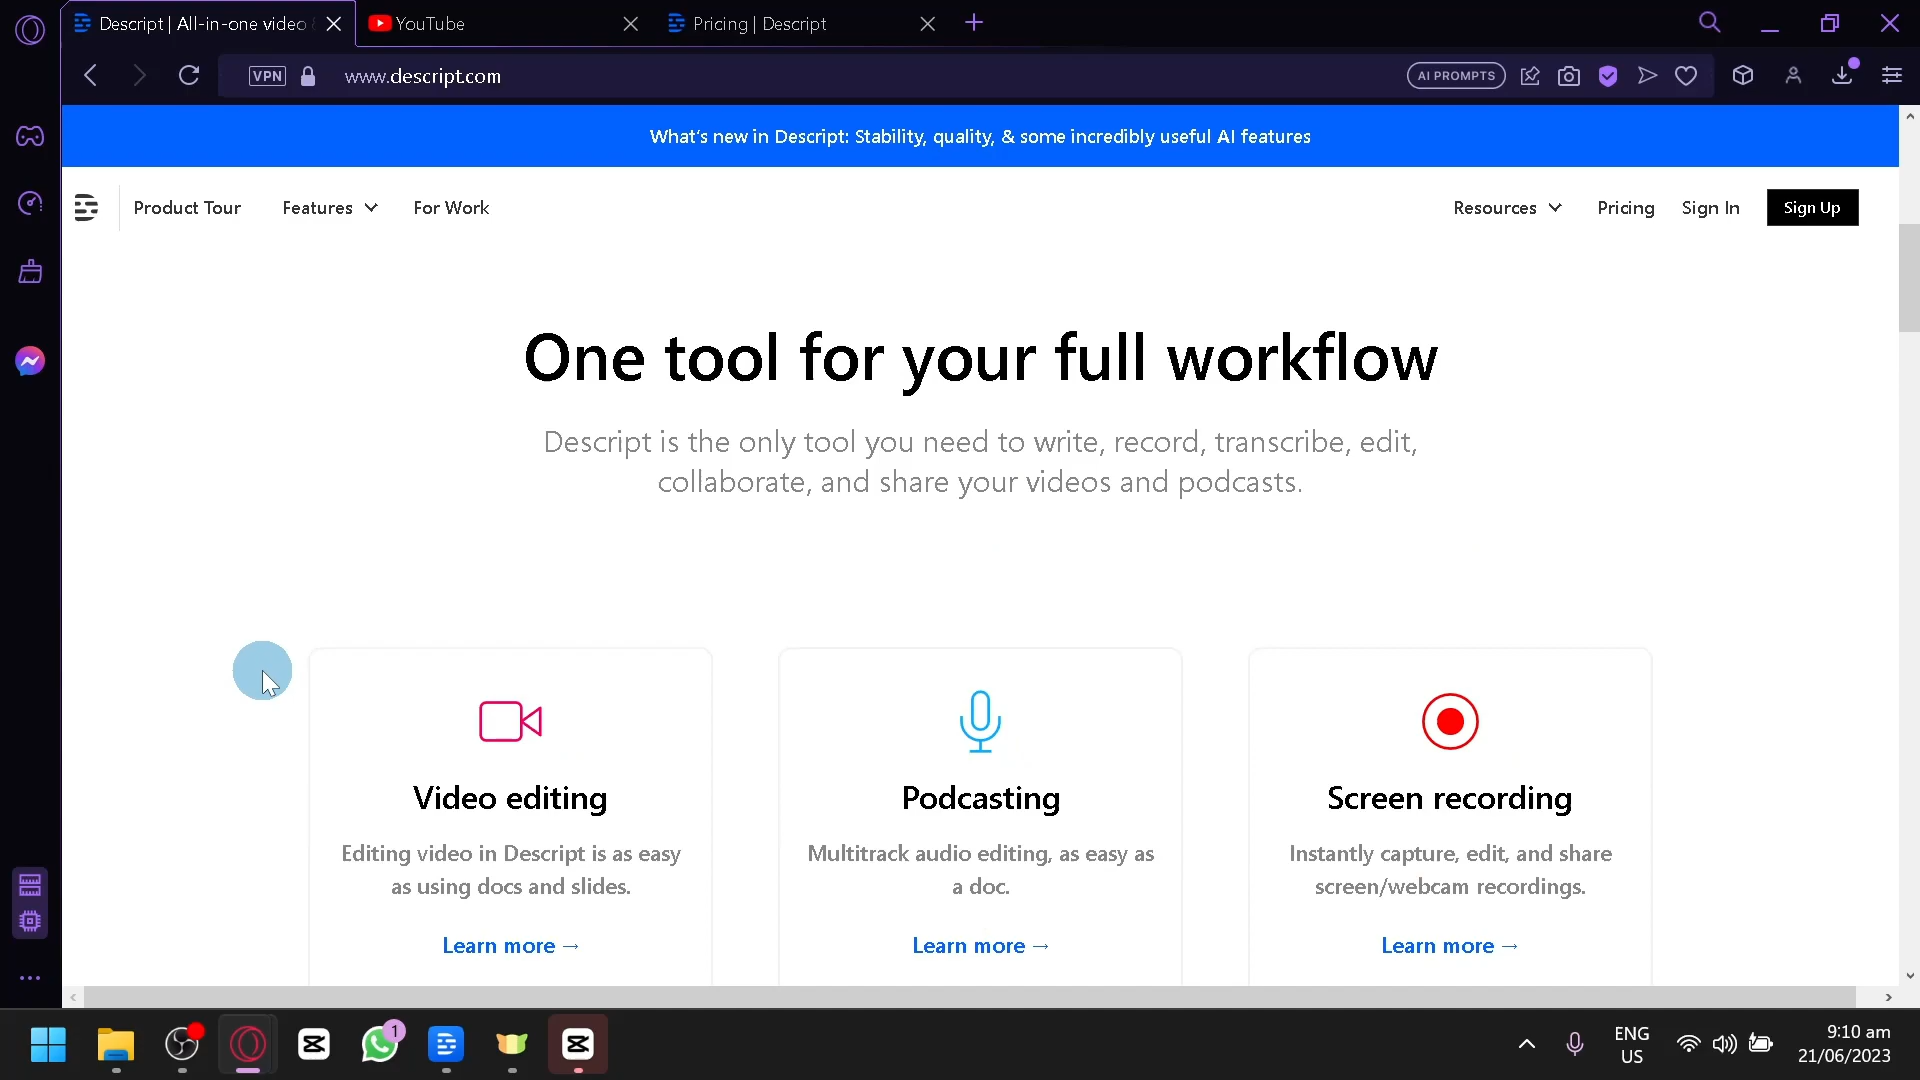 Descript | All-in-one video
YouTube
Pricing | Descript
VPN
www.descript.com
AI PROMPTS
What's new in Descript: Stability, quality, & some incredibly useful AI features
Product Tour
Features
For Work
Resources
Pricing
Sign In
Sign Up
One tool for your full workflow
Descript is the only tool you need to write, record, transcribe, edit,
collaborate, and share your videos and podcasts.
Video editing
Editing video in Descript is as easy
as using docs and slides.
Learn more →
Podcasting
Multitrack audio editing, as easy as
a doc.
Learn more →
Screen recording
Instantly capture, edit, and share
screen/webcam recordings.
Learn more →
1
ENG
US
9:10 am
21/06/2023